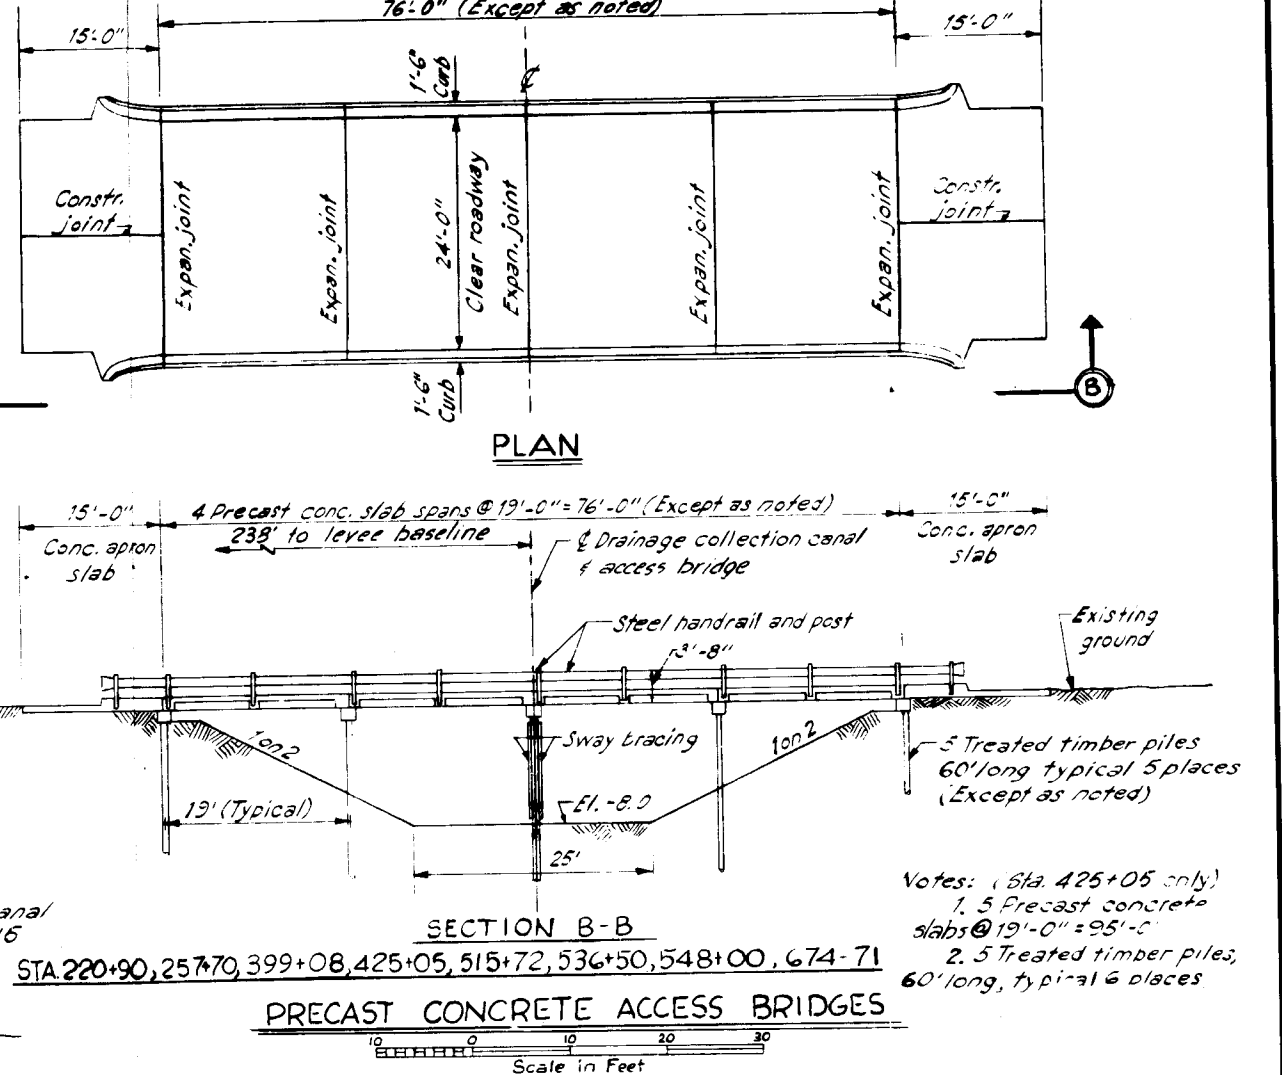 76'-0" (Except as noted)
15'-0"
15'-0"
1'-6"
Curb
℄
Constr.
joint
Expan. joint
Expan. joint
24'-0"
Clear roadway
Expan. joint
Expan. joint
Expan. joint
Constr.
joint
1'-6"
Curb
B
PLAN
15'-0"
4 Precast conc. slab spans @ 19'-0" = 76'-0" (Except as noted)
15'-0"
Conc. apron
slab
238' to levee baseline
Conc. apron
slab
℄ Drainage collection canal
& access bridge
Steel handrail and post
3'-8"
Existing
ground
1 on 2
Sway bracing
1 on 2
5 Treated timber piles
60' long typical 5 places
(Except as noted)
19' (Typical)
El. -8.0
25'
Notes: (Sta. 425+05 only)
1. 5 Precast concrete
slabs @ 19'-0" = 95'-0"
2. 5 Treated timber piles,
60' long, typical 6 places
SECTION B-B
STA. 220+90, 257+70, 399+08, 425+05, 515+72, 536+50, 548+00, 674-71
PRECAST CONCRETE ACCESS BRIDGES
10 0 10 20 30
Scale in Feet